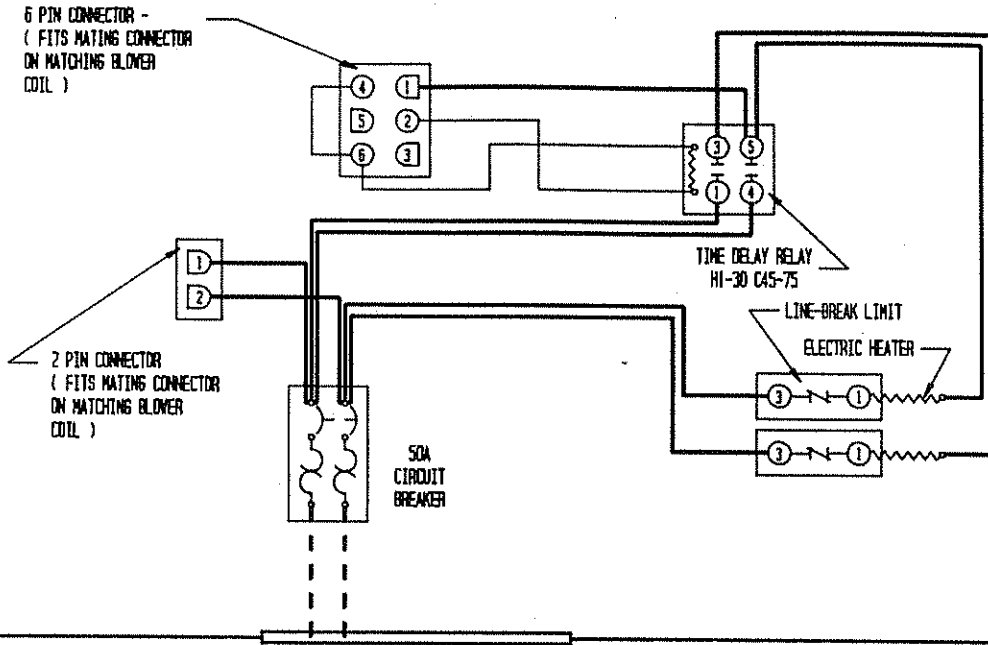 6 PIN CONNECTOR -
( FITS MATING CONNECTOR
ON MATCHING BLOWER
COIL )
4 1
5 2
6 3
3 5
1 4
TIME DELAY RELAY
H1-30 C45-75
1
2
2 PIN CONNECTOR
( FITS MATING CONNECTOR
ON MATCHING BLOWER
COIL )
LINE-BREAK LIMIT
ELECTRIC HEATER
3 1
3 1
50A
CIRCUIT
BREAKER